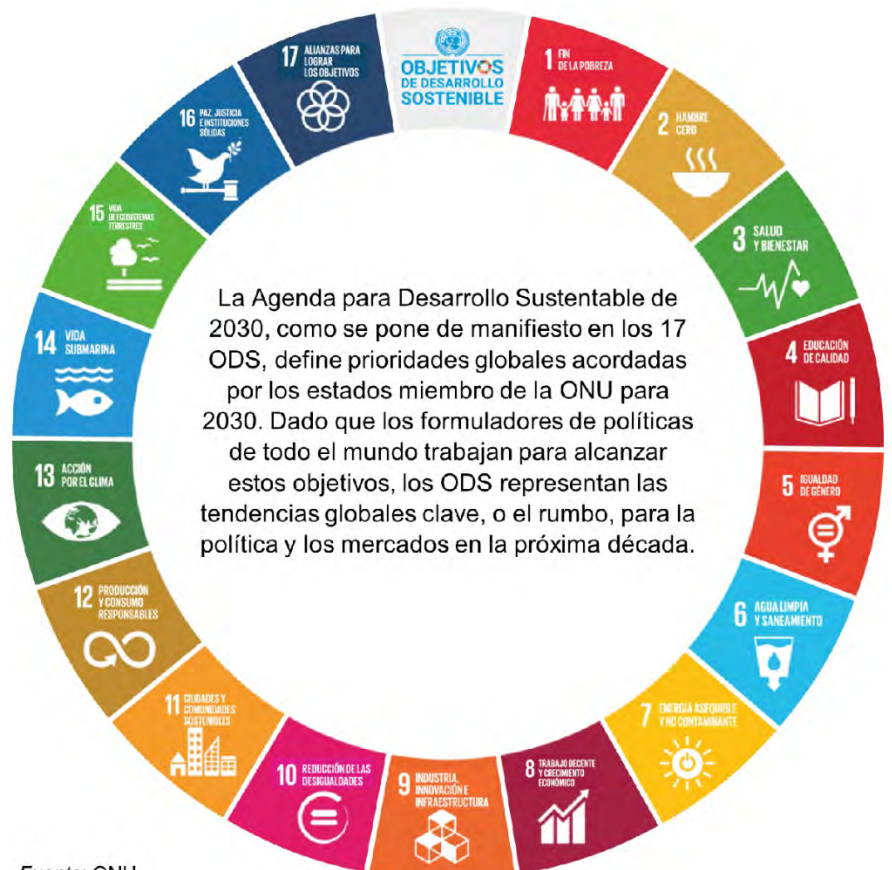 OBJETIVOS
DE DESARROLLO
SOSTENIBLE
1 FIN
DE LA POBREZA
2 HAMBRE
CERO
3 SALUD
Y BIENESTAR
4 EDUCACIÓN
DE CALIDAD
5 IGUALDAD
DE GÉNERO
6 AGUA LIMPIA
Y SANEAMIENTO
7 ENERGÍA ASEQUIBLE
Y NO CONTAMINANTE
8 TRABAJO DECENTE
Y CRECIMIENTO
ECONÓMICO
9 INDUSTRIA,
INNOVACIÓN E
INFRAESTRUCTURA
10 REDUCCIÓN DE LAS
DESIGUALDADES
11 CIUDADES Y
COMUNIDADES
SOSTENIBLES
12 PRODUCCIÓN
Y CONSUMO
RESPONSABLES
13 ACCIÓN
POR EL CLIMA
14 VIDA
SUBMARINA
15 VIDA
DE ECOSISTEMAS
TERRESTRES
16 PAZ, JUSTICIA
E INSTITUCIONES
SÓLIDAS
17 ALIANZAS PARA
LOGRAR
LOS OBJETIVOS
La Agenda para Desarrollo Sustentable de
2030, como se pone de manifiesto en los 17
ODS, define prioridades globales acordadas
por los estados miembro de la ONU para
2030. Dado que los formuladores de políticas
de todo el mundo trabajan para alcanzar
estos objetivos, los ODS representan las
tendencias globales clave, o el rumbo, para la
política y los mercados en la próxima década.
Fuente: ONU